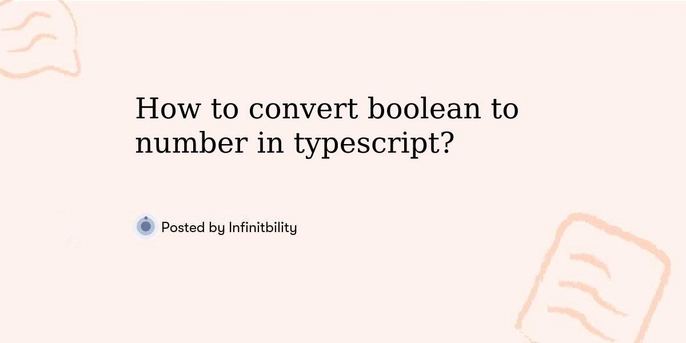 How to convert boolean to
number in typescript?
Posted by Infinitbility